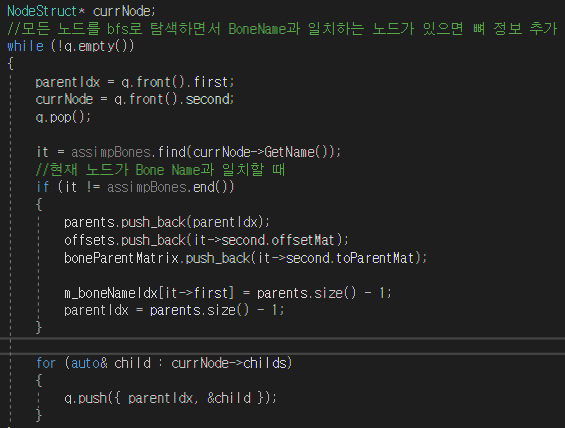 NodeStruct* currNode;
//모든 노드를 bfs로 탐색하면서 BoneName과 일치하는 노드가 있으면 뼈 정보 추가
while (!q.empty())
{
parentIdx = q.front().first;
currNode = q.front().second;
q.pop();
it = assimpBones.find(currNode->GetName());
//현재 노드가 Bone Name과 일치할 때
if (it != assimpBones.end())
{
parents.push_back(parentIdx);
offsets.push_back(it->second.offsetMat);
boneParentMatrix.push_back(it->second.toParentMat);
m_boneNameIdx[it->first] = parents.size() - 1;
parentIdx = parents.size() - 1;
}
for (auto& child : currNode->childs)
{
q.push({ parentIdx, &child });
}